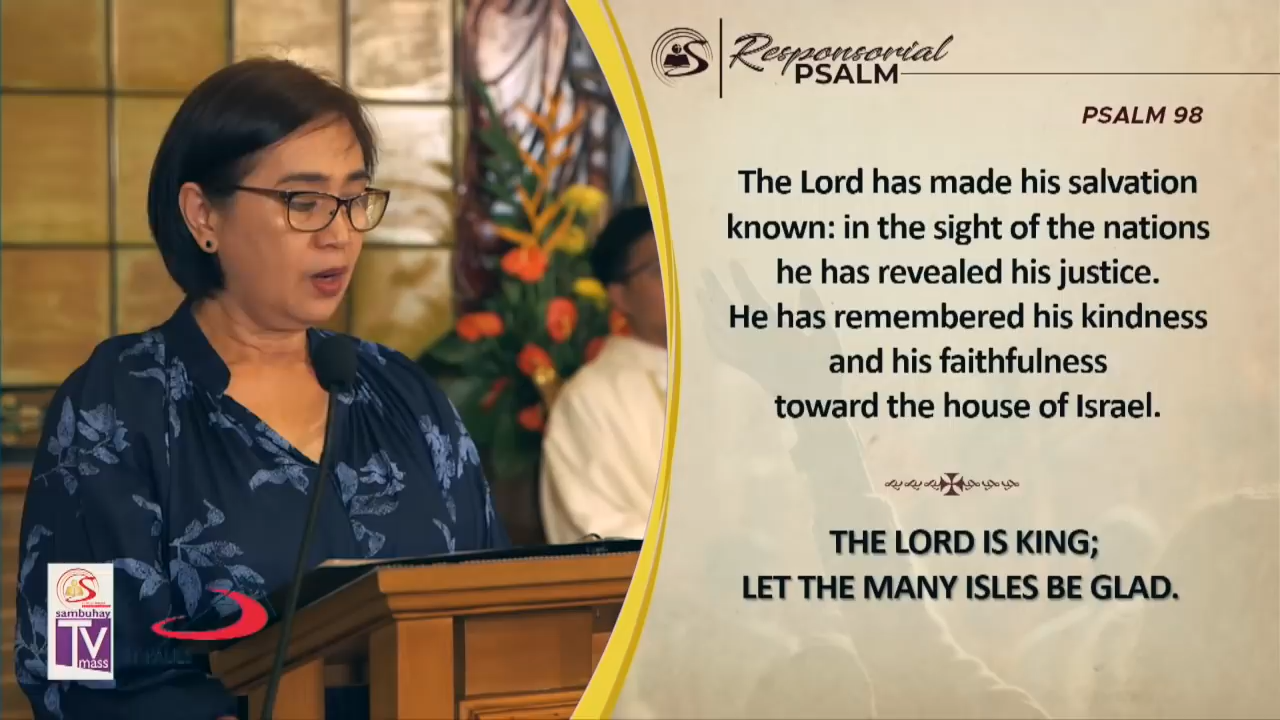 Responsorial
PSALM
PSALM 98
The Lord has made his salvation
known: in the sight of the nations
he has revealed his justice.
He has remembered his kindness
and his faithfulness
toward the house of Israel.
THE LORD IS KING;
LET THE MANY ISLES BE GLAD.
sambuhay
TV
mass